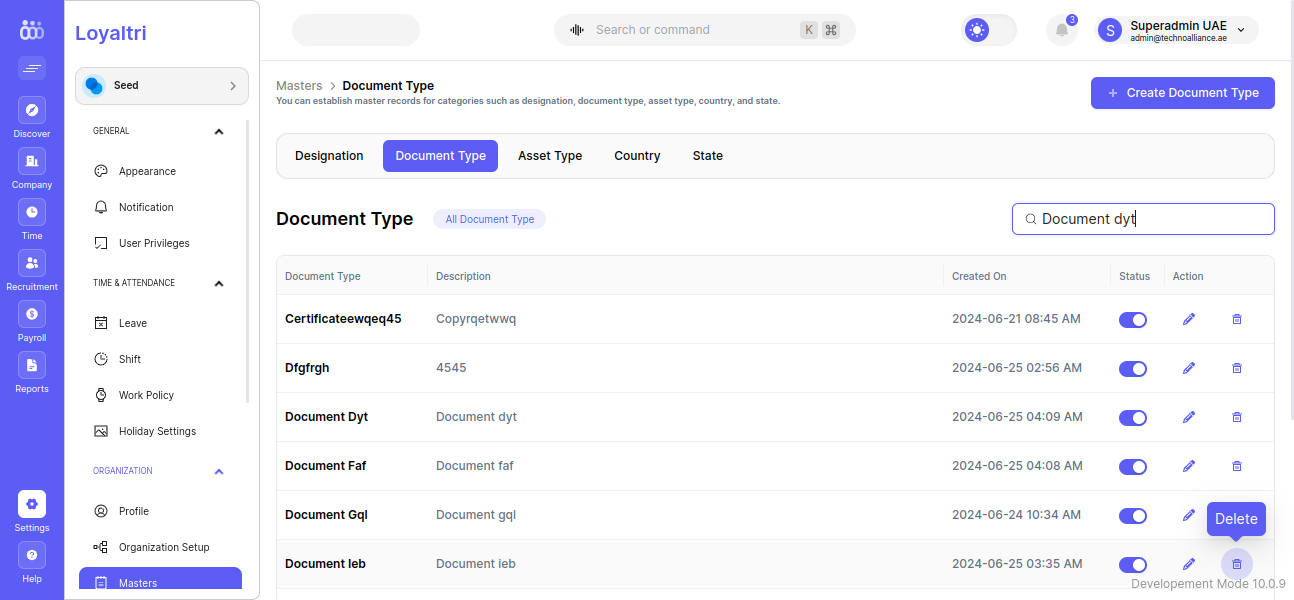 Discover
Company
Time
Recruitment
Payroll
Reports
Settings
Help
Loyaltri
Seed
GENERAL
Appearance
Notification
User Privileges
TIME & ATTENDANCE
Leave
Shift
Work Policy
Holiday Settings
ORGANIZATION
Profile
Organization Setup
Masters
Search or command K ⌘
3
S Superadmin UAE
admin@technoalliance.ae
Masters > Document Type
You can establish master records for categories such as designation, document type, asset type, country, and state.
+ Create Document Type
Designation Document Type Asset Type Country State
Document Type All Document Type Document dyt
Document Type Description Created On Status Action
Certificateewqeq45 Copyrqetwwq 2024-06-21 08:45 AM
Dfgfrgh 4545 2024-06-25 02:56 AM
Document Dyt Document dyt 2024-06-25 04:09 AM
Document Faf Document faf 2024-06-25 04:08 AM
Document Gql Document gql 2024-06-24 10:34 AM
Delete
Document Ieb Document ieb 2024-06-25 03:35 AM
Developement Mode 10.0.9